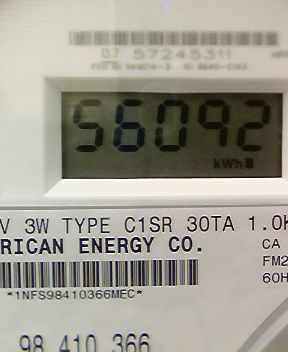 07 57245311
56092
kWh
V 3W TYPE C1SR 30TA 1.0K
RICAN ENERGY CO.
CA
FM2
60H
*1NFS98410366MEC*
98 410 366